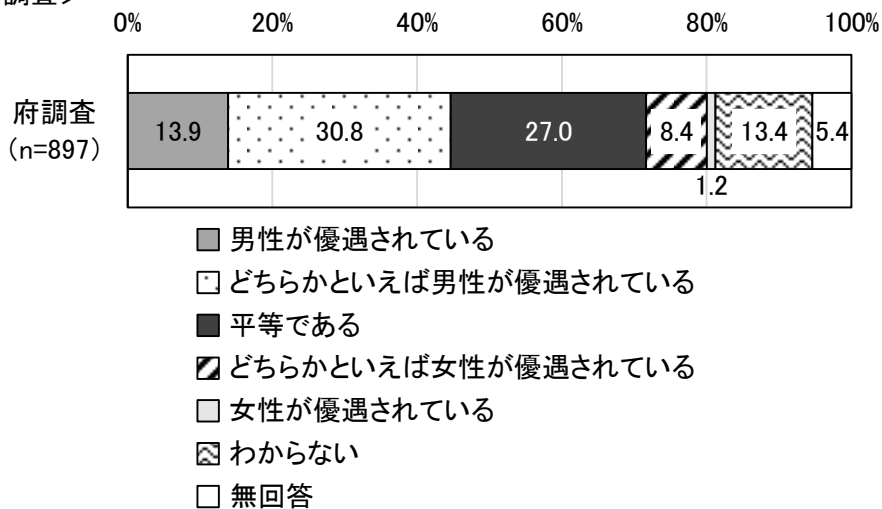 調査＞
0% 20% 40% 60% 80% 100%
府調査
（n=897）
13.9 30.8 27.0 8.4 13.4 5.4
1.2
男性が優遇されている
どちらかといえば男性が優遇されている
平等である
どちらかといえば女性が優遇されている
女性が優遇されている
わからない
無回答